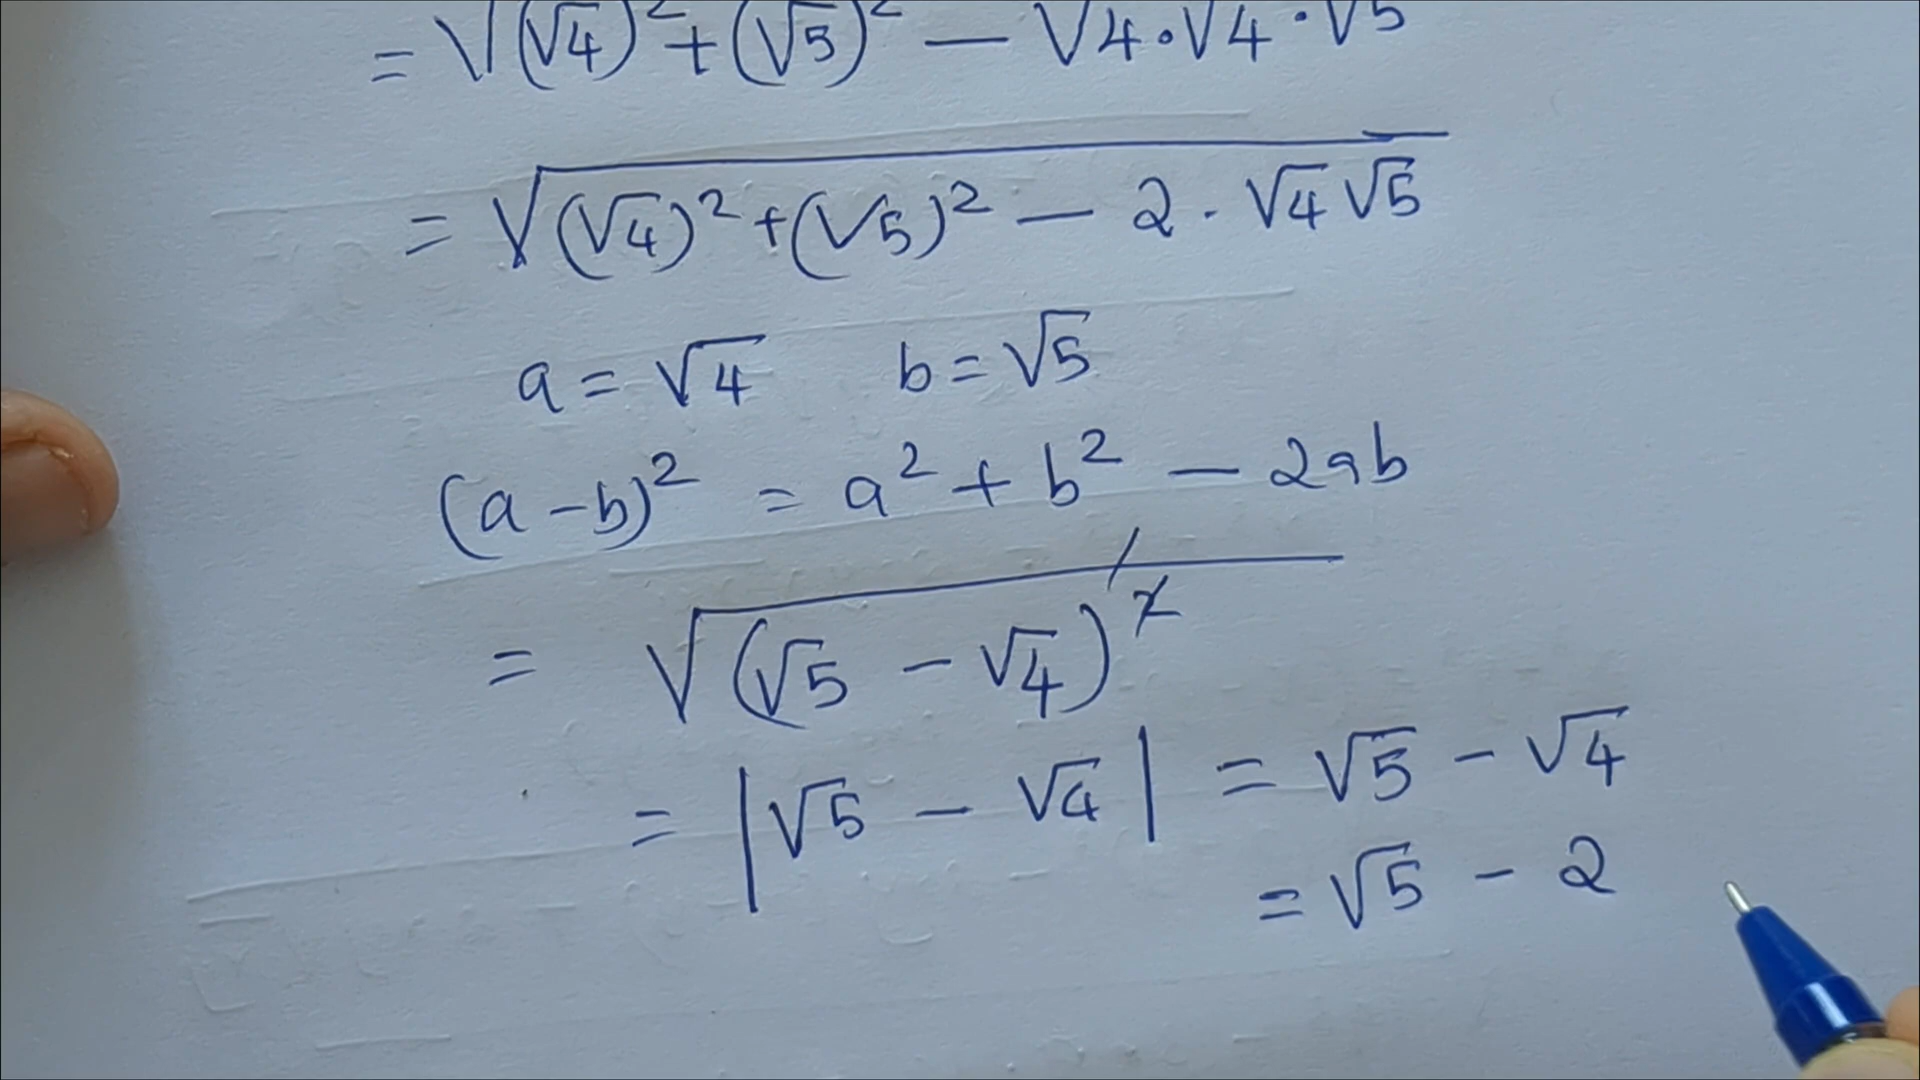 = √(√4)² + (√5)² — √4 · √4 · √5
= √(√4)² + (√5)² — 2 . √4 √5
a = √4 b = √5
(a - b)² = a² + b² — 2ab
= √(√5 - √4)²
= |√5 - √4| = √5 - √4
= √5 - 2